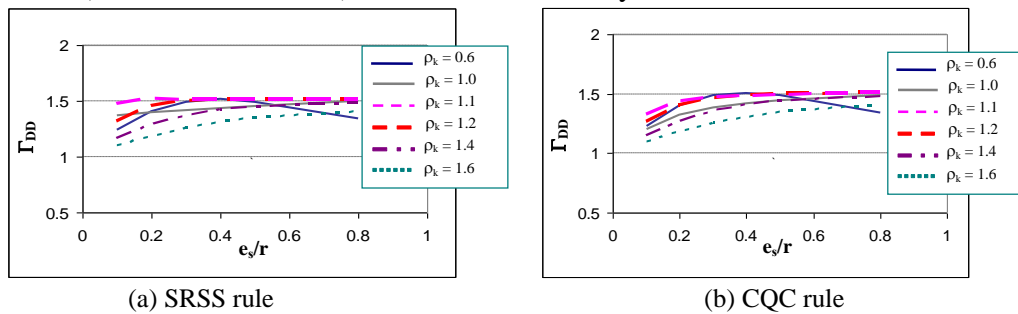 2
1.5
1
0.5
0 0.2 0.4 0.6 0.8 1
Γ_DD
e_s/r
ρ_k = 0.6
ρ_k = 1.0
ρ_k = 1.1
ρ_k = 1.2
ρ_k = 1.4
ρ_k = 1.6
(a) SRSS rule
2
1.5
1
0.5
0 0.2 0.4 0.6 0.8 1
Γ_DD
e_s/r
ρ_k = 0.6
ρ_k = 1.0
ρ_k = 1.1
ρ_k = 1.2
ρ_k = 1.4
ρ_k = 1.6
(b) CQC rule